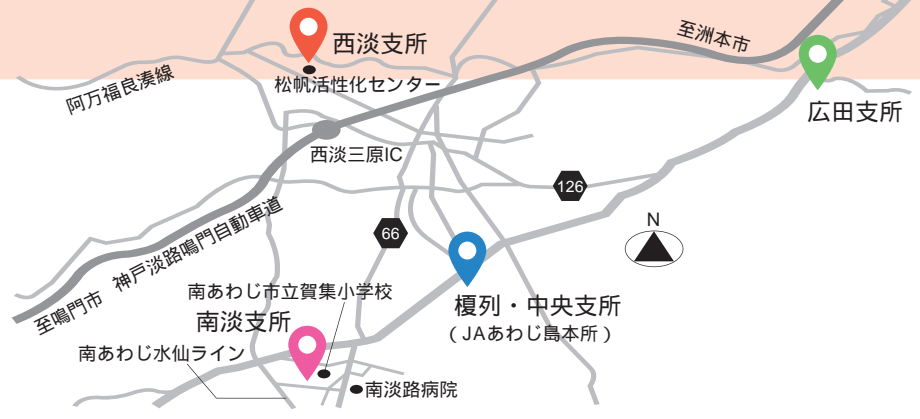 西淡支所
至洲本市
阿万福良湊線
松帆活性化センター
広田支所
西淡三原IC
126
66
N
至鳴門市 神戸淡路鳴門自動車道
南あわじ市立賀集小学校
榎列・中央支所
（JAあわじ島本所）
南淡支所
南あわじ水仙ライン
南淡路病院